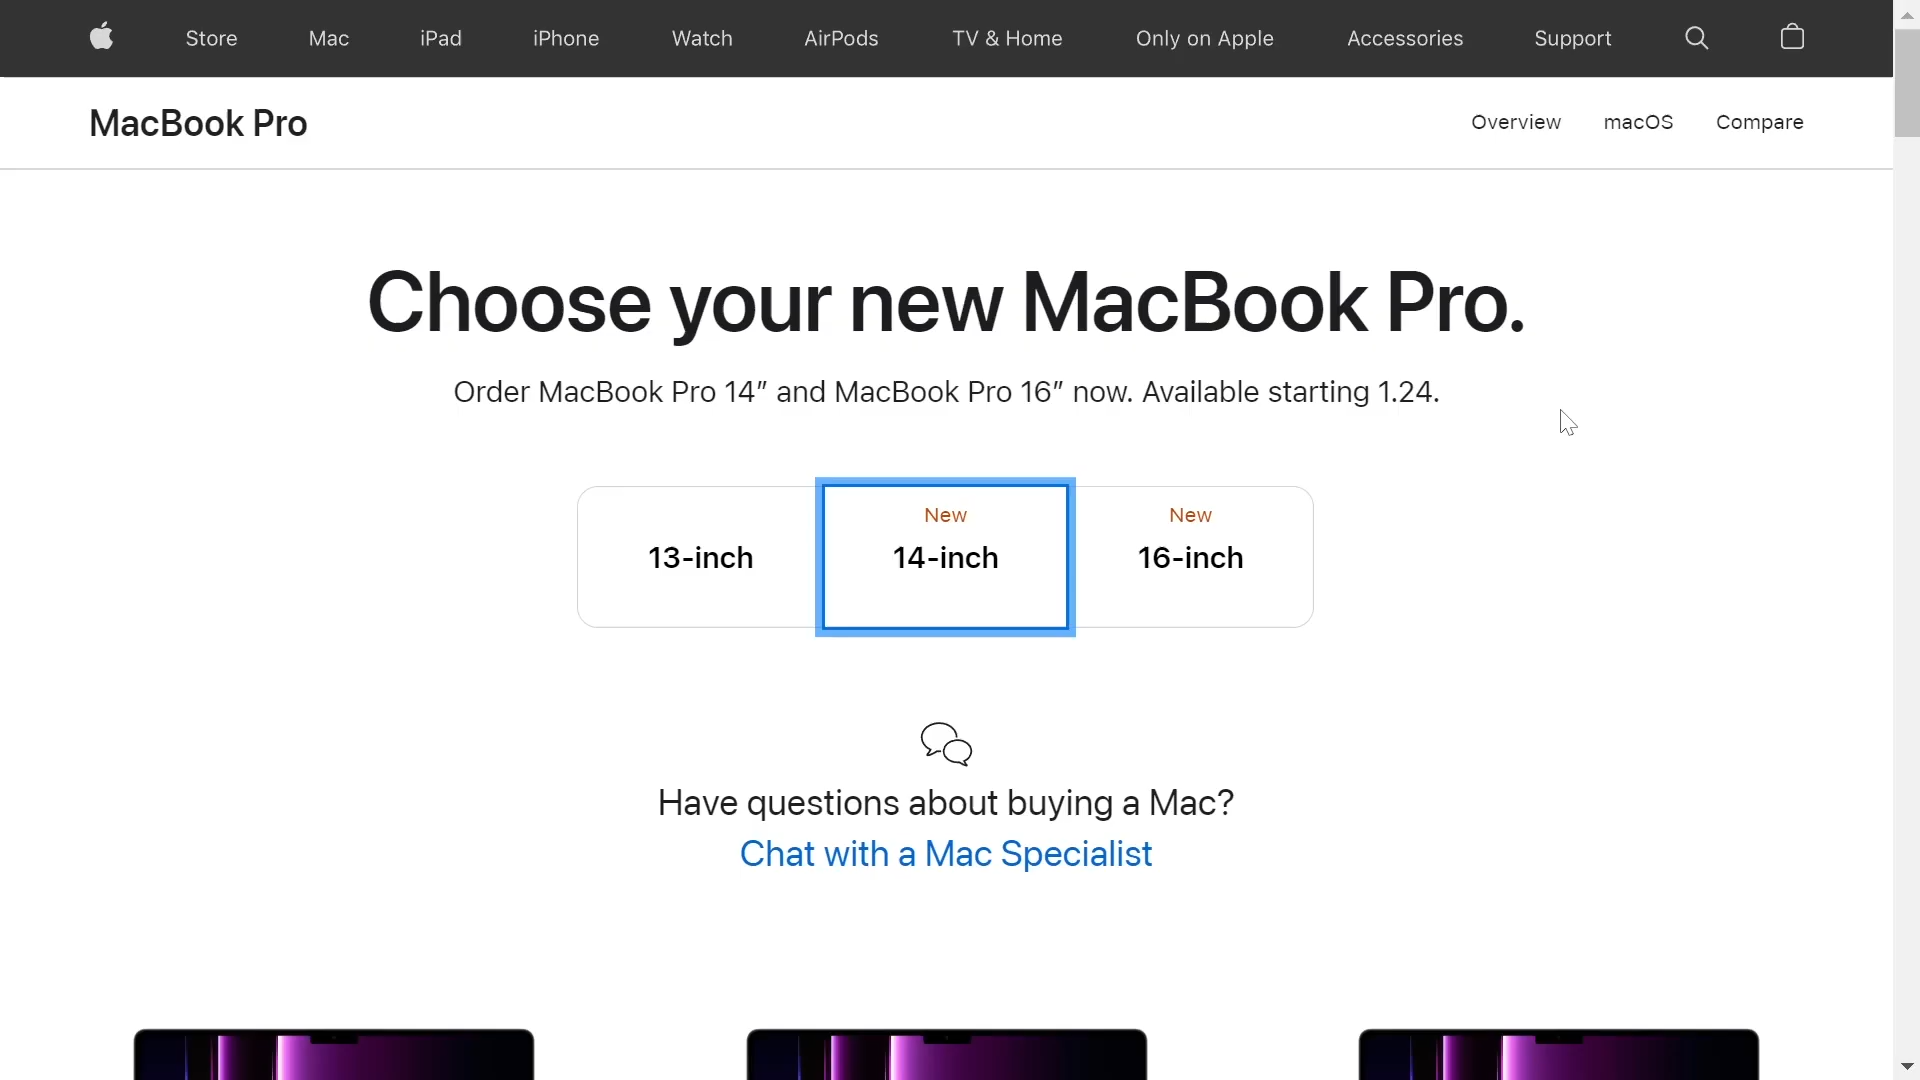 Store Mac iPad iPhone Watch AirPods TV & Home Only on Apple Accessories Support
MacBook Pro Overview macOS Compare
Choose your new MacBook Pro.
Order MacBook Pro 14″ and MacBook Pro 16″ now. Available starting 1.24.
New New
13-inch 14-inch 16-inch
Have questions about buying a Mac?
Chat with a Mac Specialist